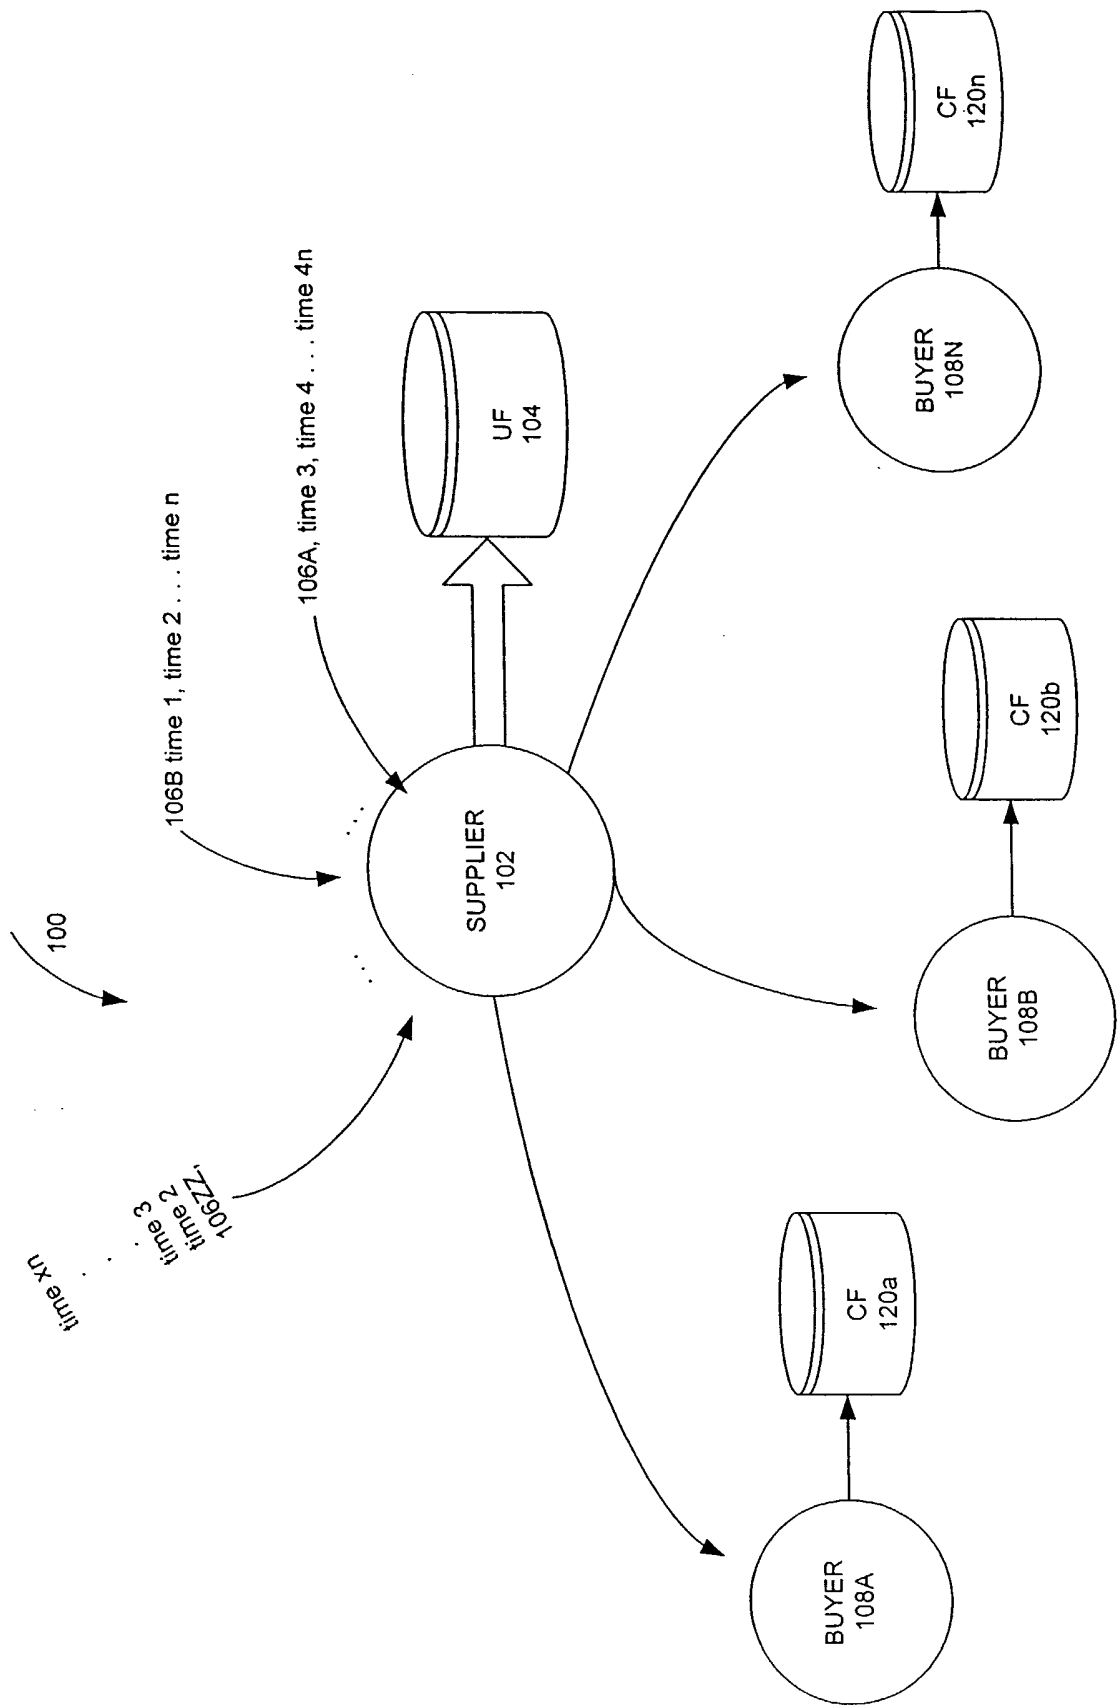 100
106B time 1, time 2 . . . time n
106A, time 3, time 4 . . . time 4n
time xn
. . .
time 3
time 2
106ZZ,
. . .
. . .
SUPPLIER
102
UF
104
BUYER
108A
CF
120a
BUYER
108B
CF
120b
BUYER
108N
CF
120n